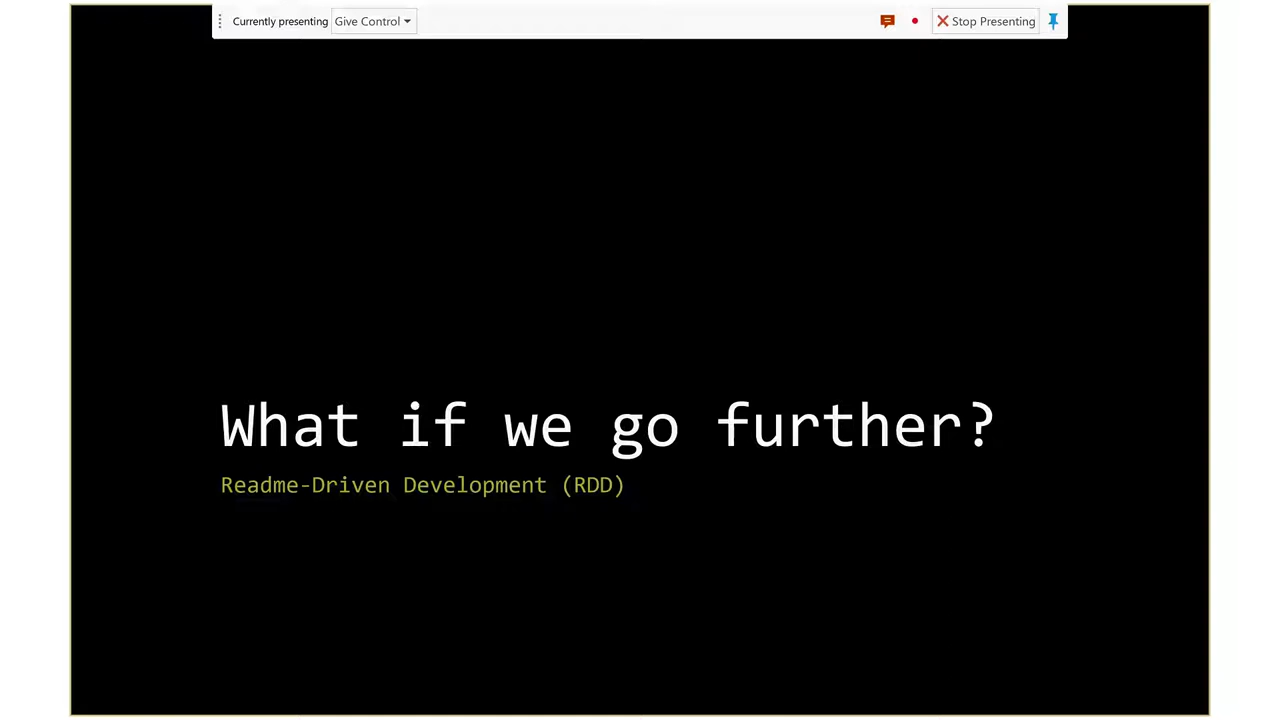 Currently presenting Give Control Stop Presenting
What if we go further?
Readme-Driven Development (RDD)